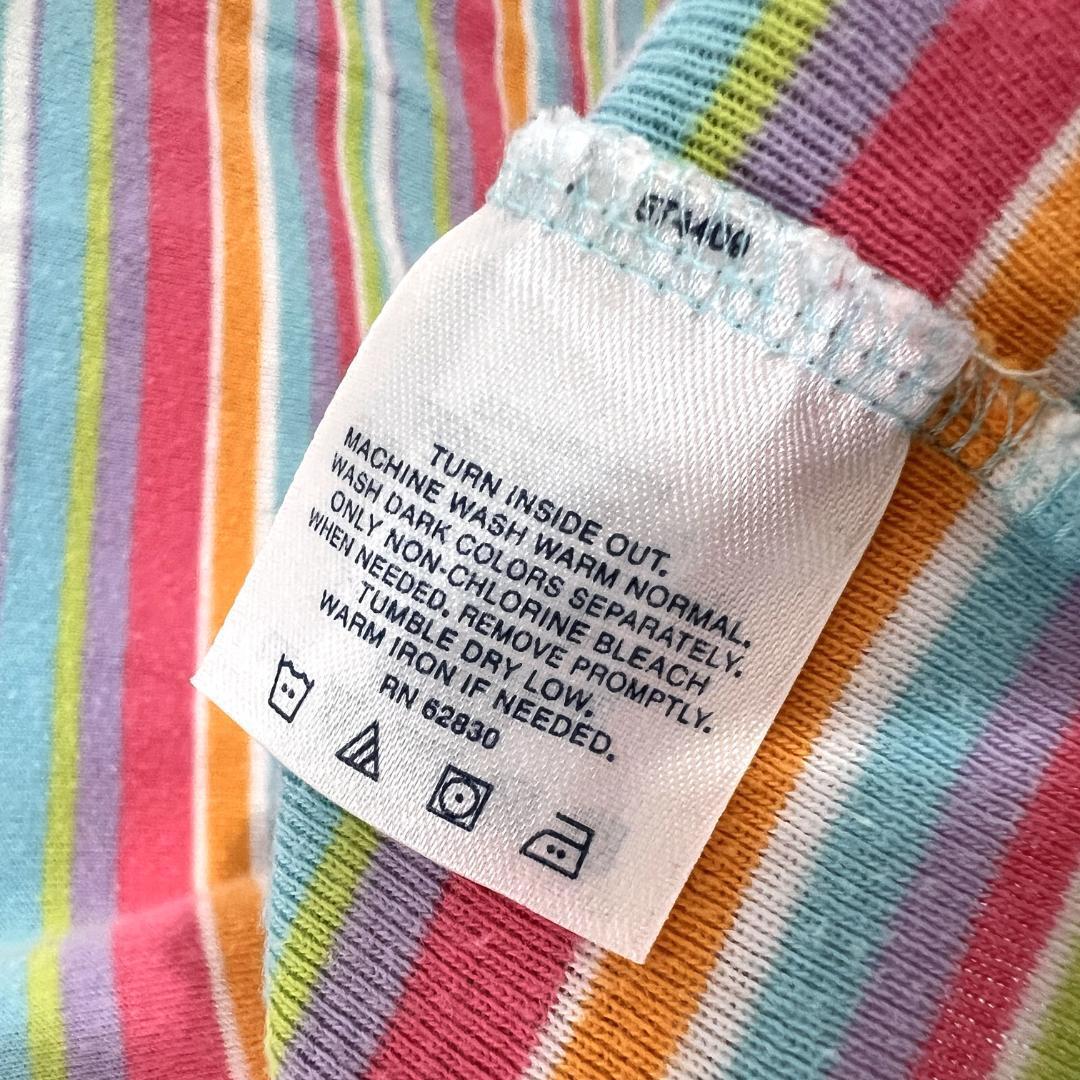 TURN INSIDE OUT.
MACHINE WASH WARM NORMAL.
WASH DARK COLORS SEPARATELY.
ONLY NON-CHLORINE BLEACH
WHEN NEEDED. REMOVE PROMPTLY.
TUMBLE DRY LOW.
WARM IRON IF NEEDED.
RN 62830